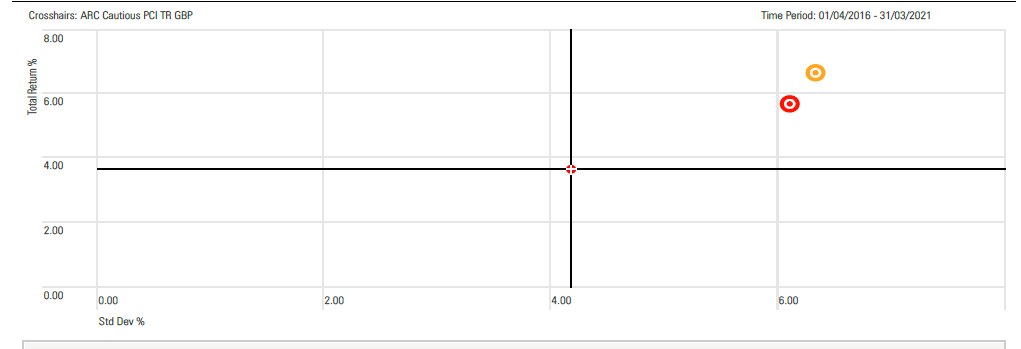 Crosshairs: ARC Cautious PCI TR GBP
Time Period: 01/04/2016 - 31/03/2021
Total Return %
8.00
6.00
4.00
2.00
0.00
0.00
2.00
4.00
6.00
Std Dev %